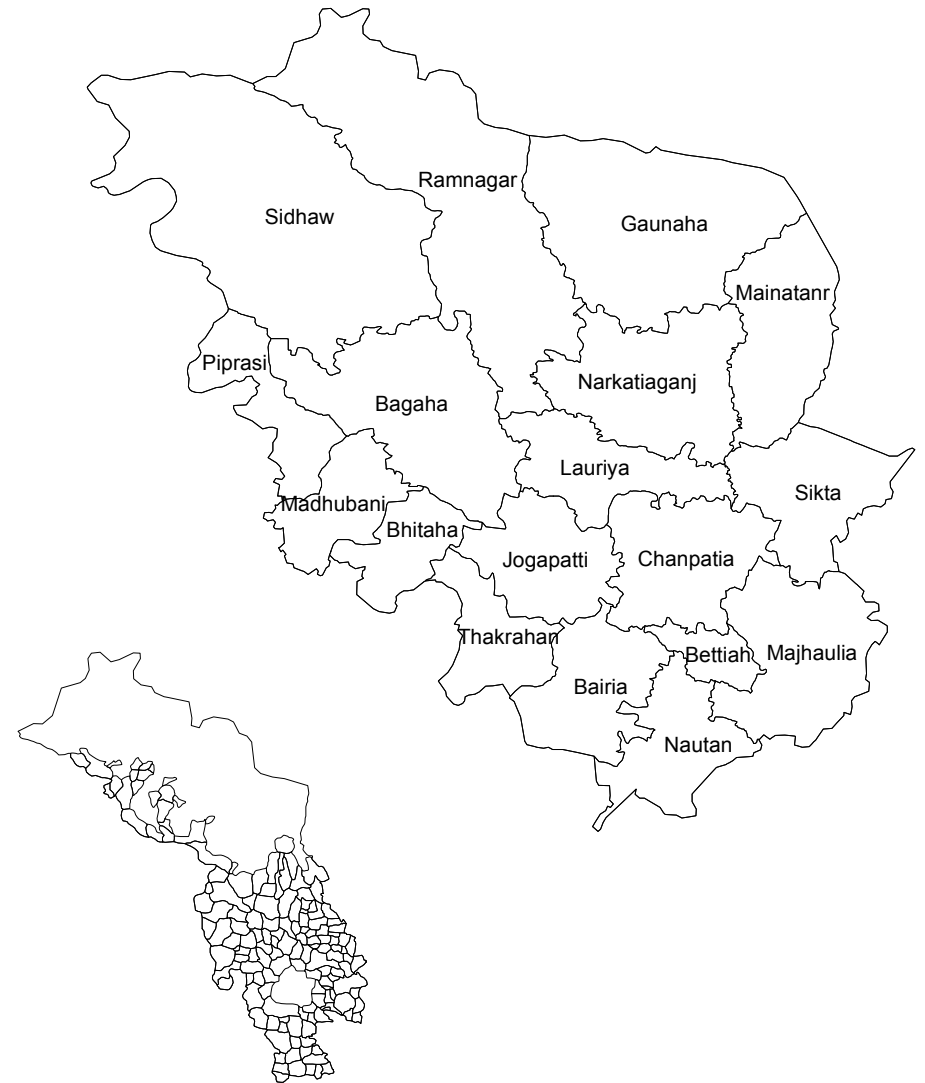 Ramnagar
Sidhaw
Gaunaha
Mainatanr
Piprasi
Narkatiaganj
Bagaha
Lauriya
Sikta
Madhubani
Bhitaha
Jogapatti
Chanpatia
Thakrahan
Majhaulia
Bettiah
Bairia
Nautan